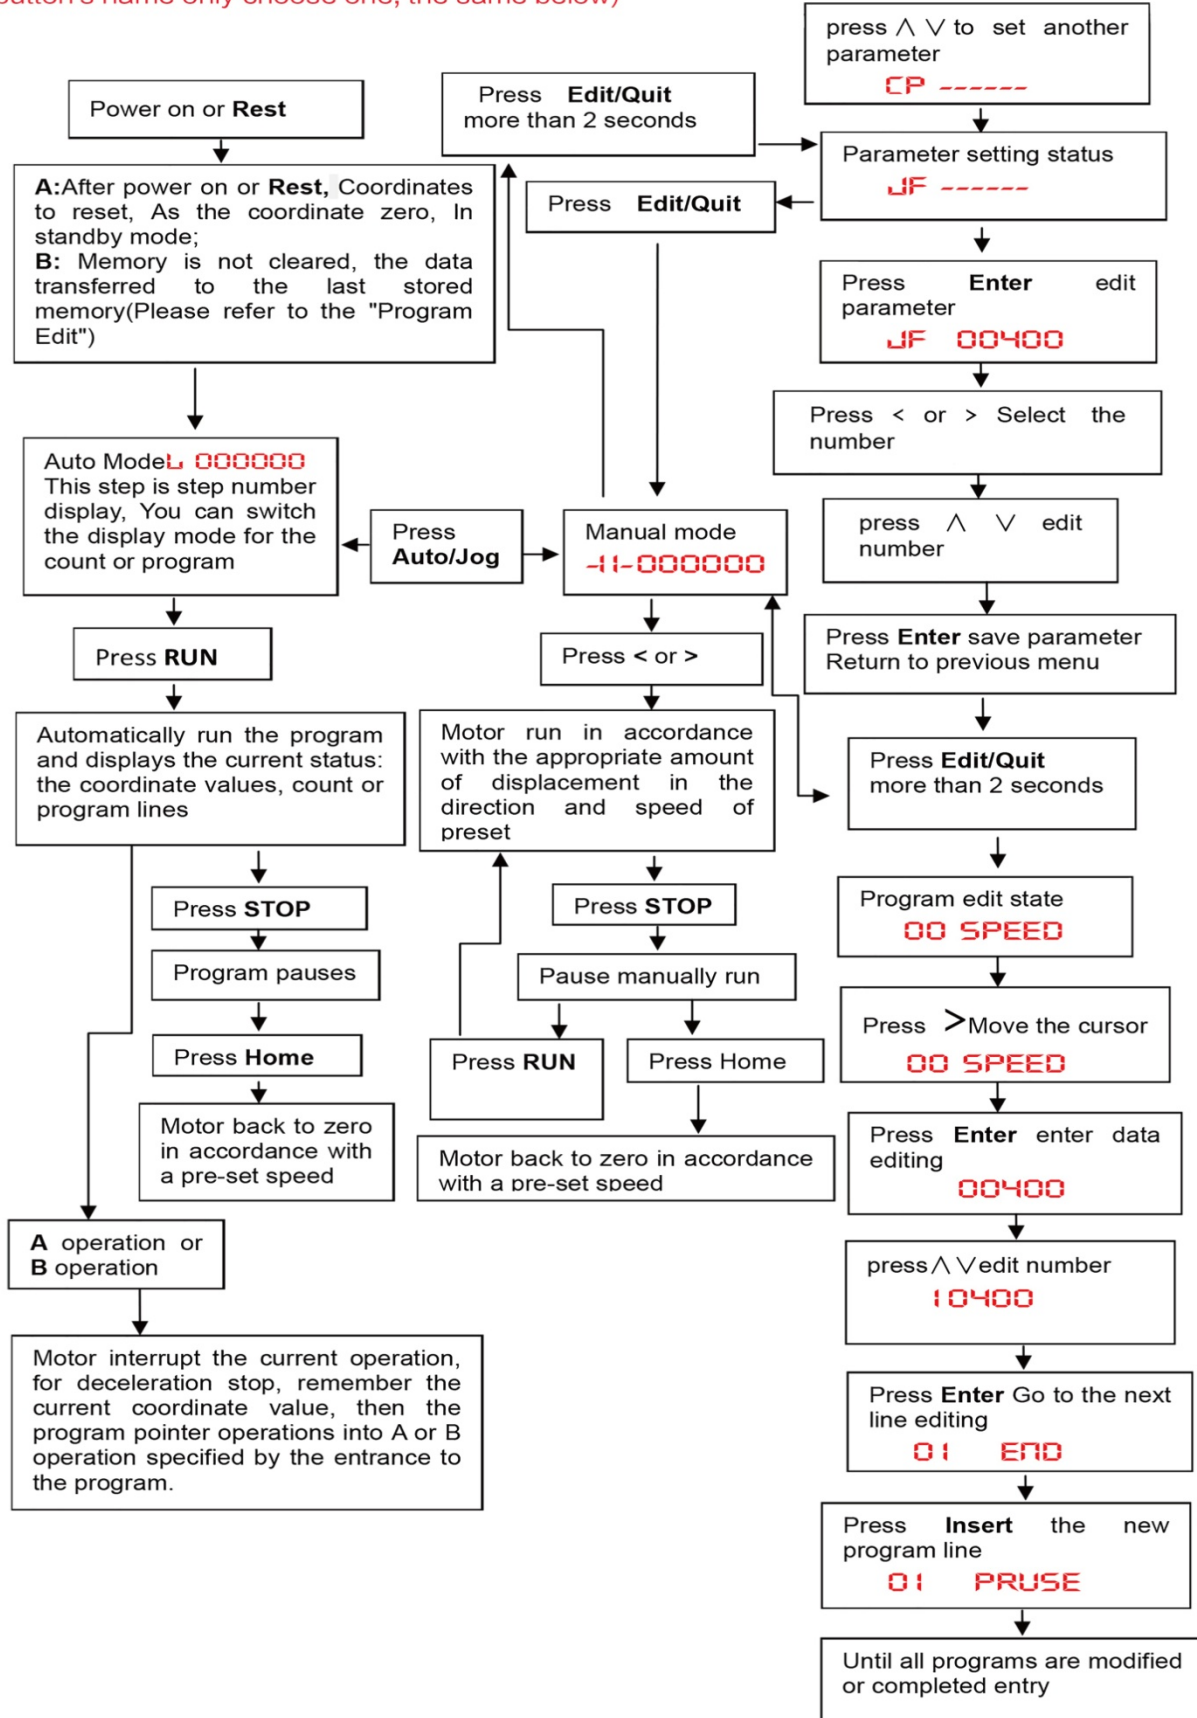 button's name only choose one, the same below)
Power on or Rest
A:After power on or Rest, Coordinates
to reset, As the coordinate zero, In
standby mode;
B: Memory is not cleared, the data
transferred to the last stored
memory(Please refer to the "Program
Edit")
Auto Mode L 000000
This step is step number
display, You can switch
the display mode for the
count or program
Press RUN
Automatically run the program
and displays the current status:
the coordinate values, count or
program lines
Press STOP
Program pauses
Press Home
Motor back to zero
in accordance with
a pre-set speed
A operation or
B operation
Motor interrupt the current operation,
for deceleration stop, remember the
current coordinate value, then the
program pointer operations into A or B
operation specified by the entrance to
the program.
Press Edit/Quit
more than 2 seconds
Press Edit/Quit
Press
Auto/Jog
Manual mode
-11-000000
Press < or >
Motor run in accordance
with the appropriate amount
of displacement in the
direction and speed of
preset
Press STOP
Pause manually run
Press RUN
Press Home
Motor back to zero in accordance
with a pre-set speed
press ∧ ∨ to set another
parameter
CP ------
Parameter setting status
JF ------
Press Enter edit
parameter
JF 00400
Press < or > Select the
number
press ∧ ∨ edit
number
Press Enter save parameter
Return to previous menu
Press Edit/Quit
more than 2 seconds
Program edit state
00 SPEED
Press >Move the cursor
00 SPEED
Press Enter enter data
editing
00400
press∧∨edit number
10400
Press Enter Go to the next
line editing
01 END
Press Insert the new
program line
01 PRUSE
Until all programs are modified
or completed entry